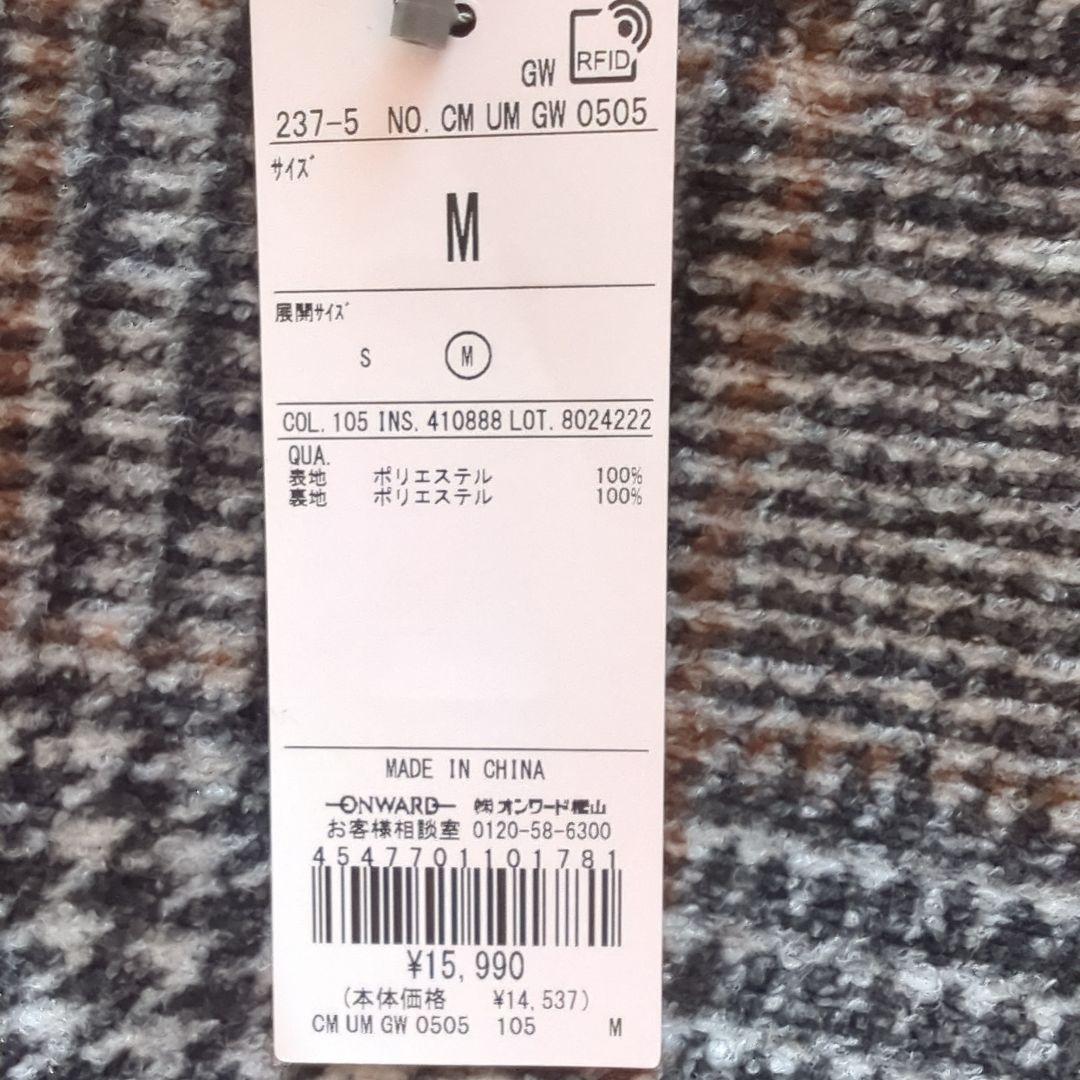 RFID
GW
237-5 NO. CM UM GW 0505
サイズ
M
展開サイズ
S M
COL. 105 INS. 410888 LOT. 8024222
QUA.
表地 ポリエステル 100%
裏地 ポリエステル 100%
MADE IN CHINA
ONWARD ㈱オンワード樫山
お客様相談室 0120-58-6300
4547701101781
¥15,990
(本体価格 ¥14,537)
CM UM GW 0505 105 M